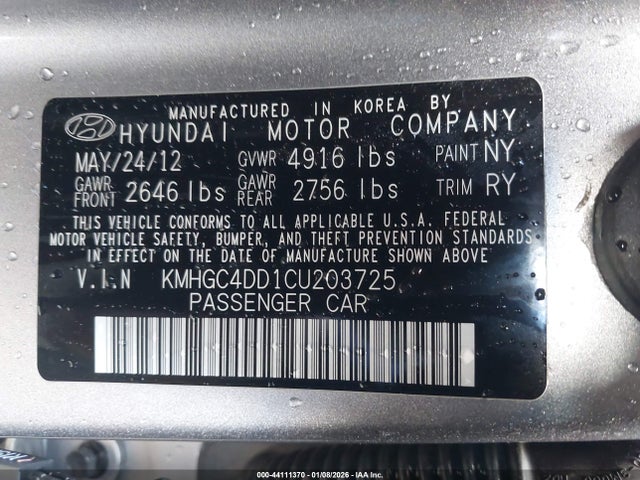 MANUFACTURED IN KOREA BY
HYUNDAI MOTOR COMPANY
MAY/24/12 GVWR 4916 lbs PAINT NY
GAWR FRONT 2646 lbs GAWR REAR 2756 lbs TRIM RY
THIS VEHICLE CONFORMS TO ALL APPLICABLE U.S.A. FEDERAL
MOTOR VEHICLE SAFETY, BUMPER, AND THEFT PREVENTION STANDARDS
IN EFFECT ON THE DATE OF MANUFACTURE SHOWN ABOVE
V.I.N KMHGC4DD1CU203725
PASSENGER CAR
000-44111370 - 01/08/2026 - IAAI.com